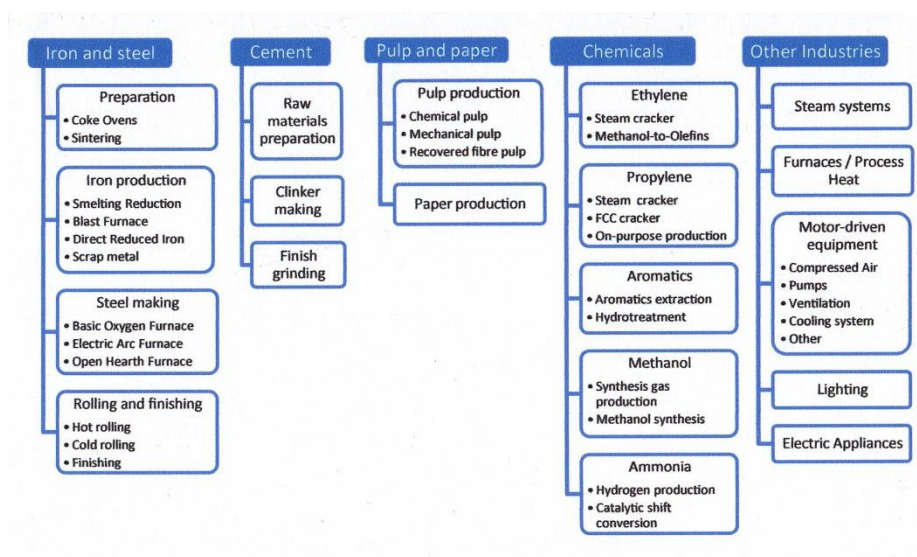 Iron and steel
Preparation
• Coke Ovens
• Sintering
Iron production
• Smelting Reduction
• Blast Furnace
• Direct Reduced Iron
• Scrap metal
Steel making
• Basic Oxygen Furnace
• Electric Arc Furnace
• Open Hearth Furnace
Rolling and finishing
• Hot rolling
• Cold rolling
• Finishing
Cement
Raw
materials
preparation
Clinker
making
Finish
grinding
Pulp and paper
Pulp production
• Chemical pulp
• Mechanical pulp
• Recovered fibre pulp
Paper production
Chemicals
Ethylene
• Steam cracker
• Methanol-to-Olefins
Propylene
• Steam cracker
• FCC cracker
• On-purpose production
Aromatics
• Aromatics extraction
• Hydrotreatment
Methanol
• Synthesis gas
production
• Methanol synthesis
Ammonia
• Hydrogen production
• Catalytic shift
conversion
Other Industries
Steam systems
Furnaces / Process
Heat
Motor-driven
equipment
• Compressed Air
• Pumps
• Ventilation
• Cooling system
• Other
Lighting
Electric Appliances